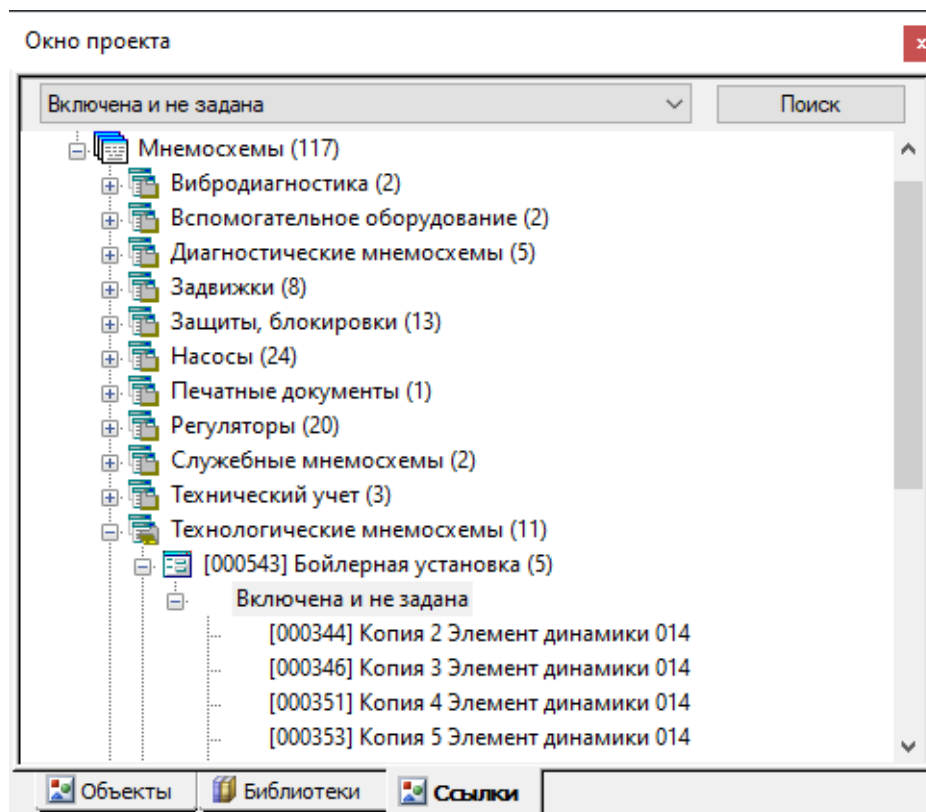 Окно проекта
x
Включена и не задана
Поиск
Мнемосхемы (117)
Вибродиагностика (2)
Вспомогательное оборудование (2)
Диагностические мнемосхемы (5)
Задвижки (8)
Защиты, блокировки (13)
Насосы (24)
Печатные документы (1)
Регуляторы (20)
Служебные мнемосхемы (2)
Технический учет (3)
Технологические мнемосхемы (11)
[000543] Бойлерная установка (5)
Включена и не задана
[000344] Копия 2 Элемент динамики 014
[000346] Копия 3 Элемент динамики 014
[000351] Копия 4 Элемент динамики 014
[000353] Копия 5 Элемент динамики 014
Объекты Библиотеки Ссылки